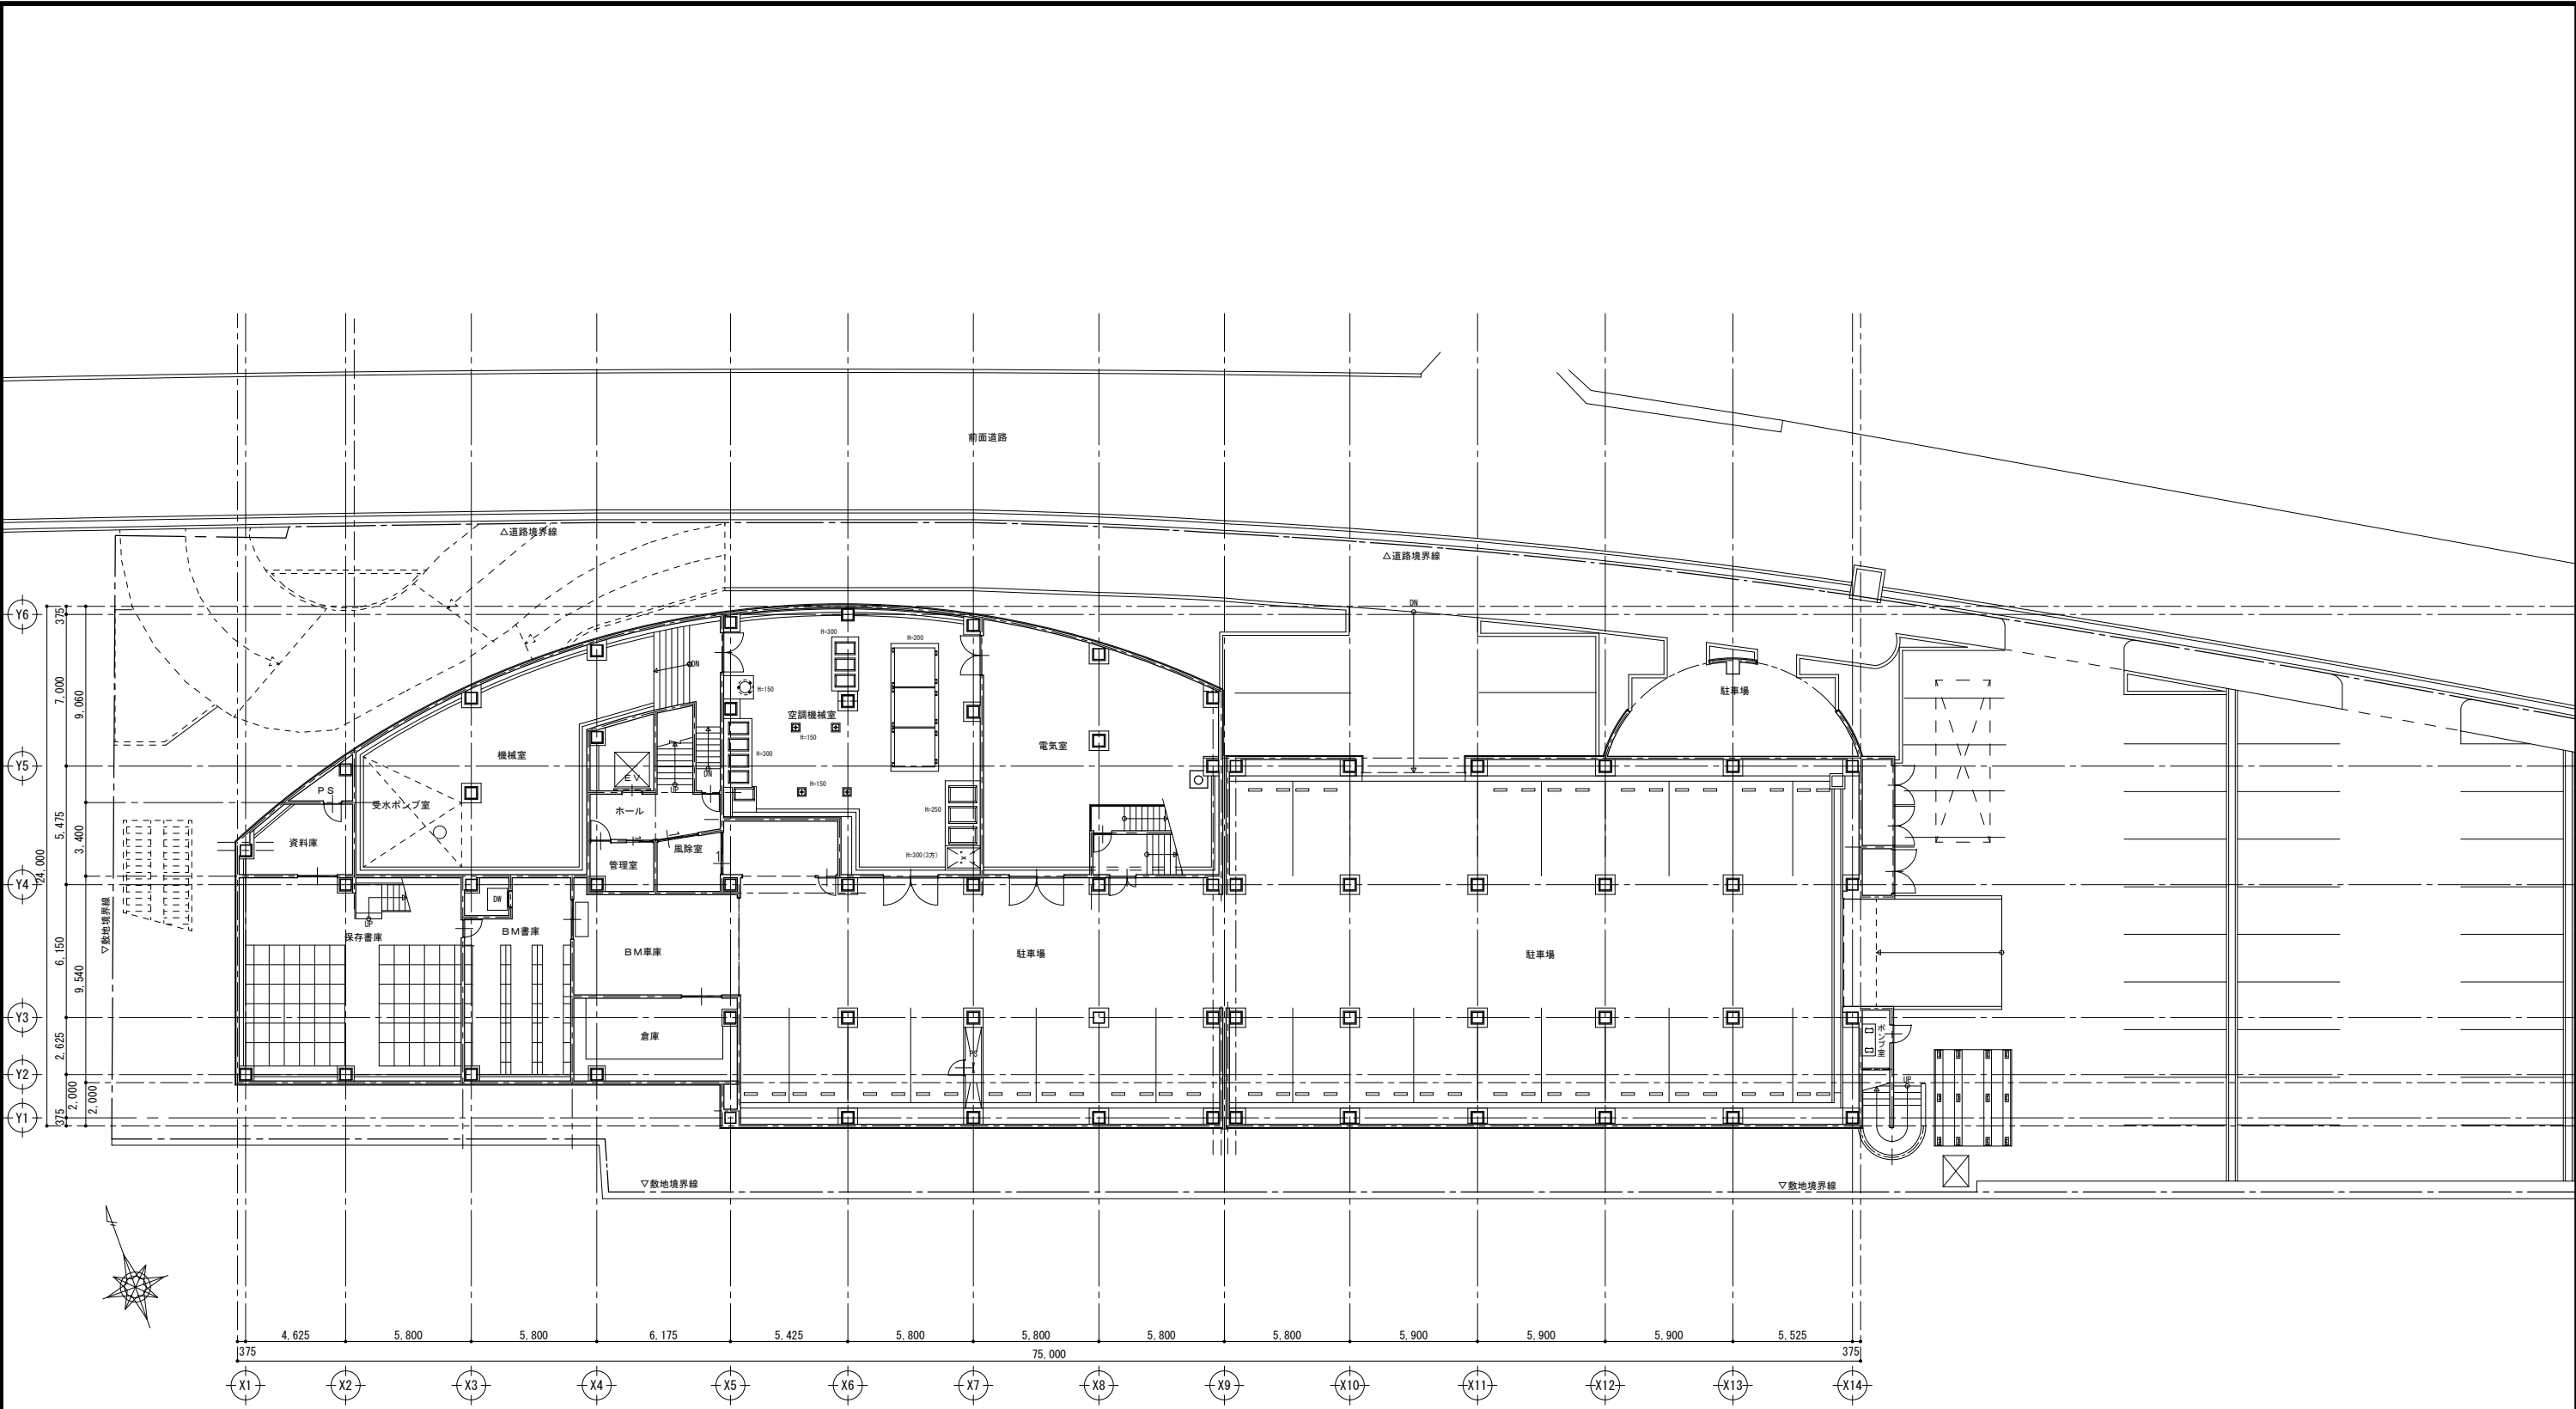 前面道路
△道路境界線
△道路境界線
DN
Y6
375
H=300
H=200
DN
7,000
9,060
H=150
駐車場
空調機械室
H=150
電気室
機械室
H=300
Y5
EV
DN
H=150
UP
PS
受水ポンプ室
ホール
H=250
5,475
3,400
資料庫
風除室
H=300(3方)
管理室
24,000
Y4
DW
UP
▽敷地境界線
保存書庫
BM書庫
6,150
9,540
BM車庫
駐車場
駐車場
Y3
倉庫
ポンプ室
2,625
PS
Y2
UP
2,000
2,000
Y1
375
▽敷地境界線
▽敷地境界線
4,625
5,800
5,800
6,175
5,425
5,800
5,800
5,800
5,800
5,900
5,900
5,900
5,525
375
75,000
375
X1
X2
X3
X4
X5
X6
X7
X8
X9
X10
X11
X12
X13
X14